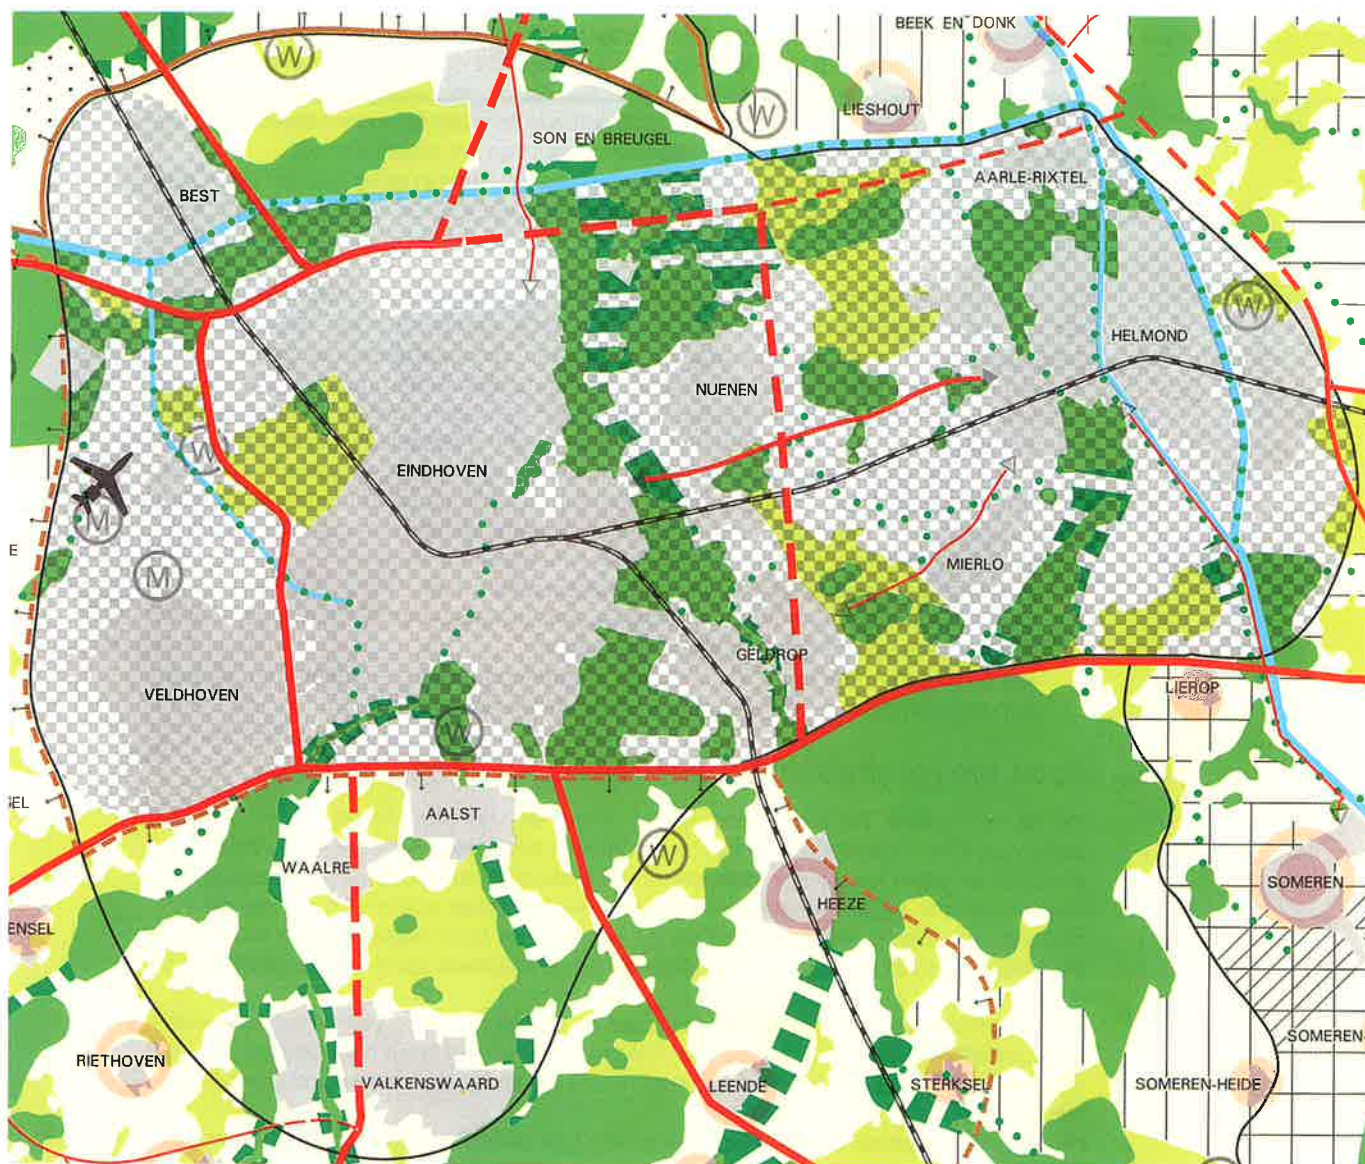 BEEK EN DONK
W
W
LIESHOUT
SON EN BREUGEL
AARLE-RIXTEL
BEST
W
HELMOND
NUENEN
W
EINDHOVEN
M
E
M
MIERLO
GELDROP
VELDHOVEN
LIEROP
W
EL
AALST
W
WAALRE
SOMEREN
HEEZE
ENSEL
SOMEREN-
RIETHOVEN
VALKENSWAARD
LEENDE
STERKSEL
SOMEREN-HEIDE